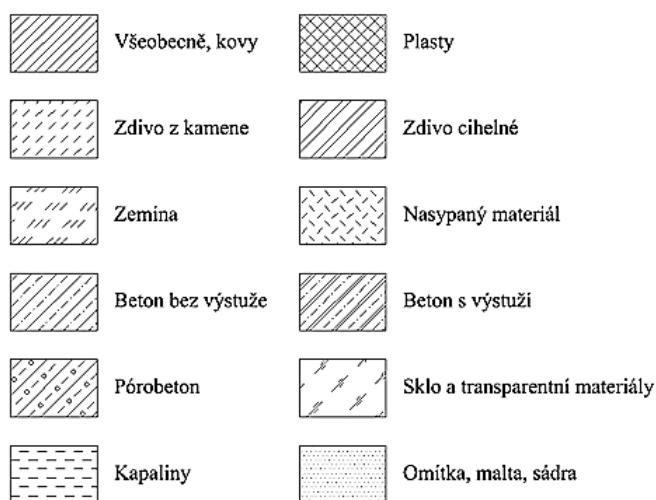 Všeobecně, kovy
Plasty
Zdivo z kamene
Zdivo cihelné
Zemina
Nasypaný materiál
Beton bez výstuže
Beton s výstuží
Pórobeton
Sklo a transparentní materiály
Kapaliny
Omítka, malta, sádra